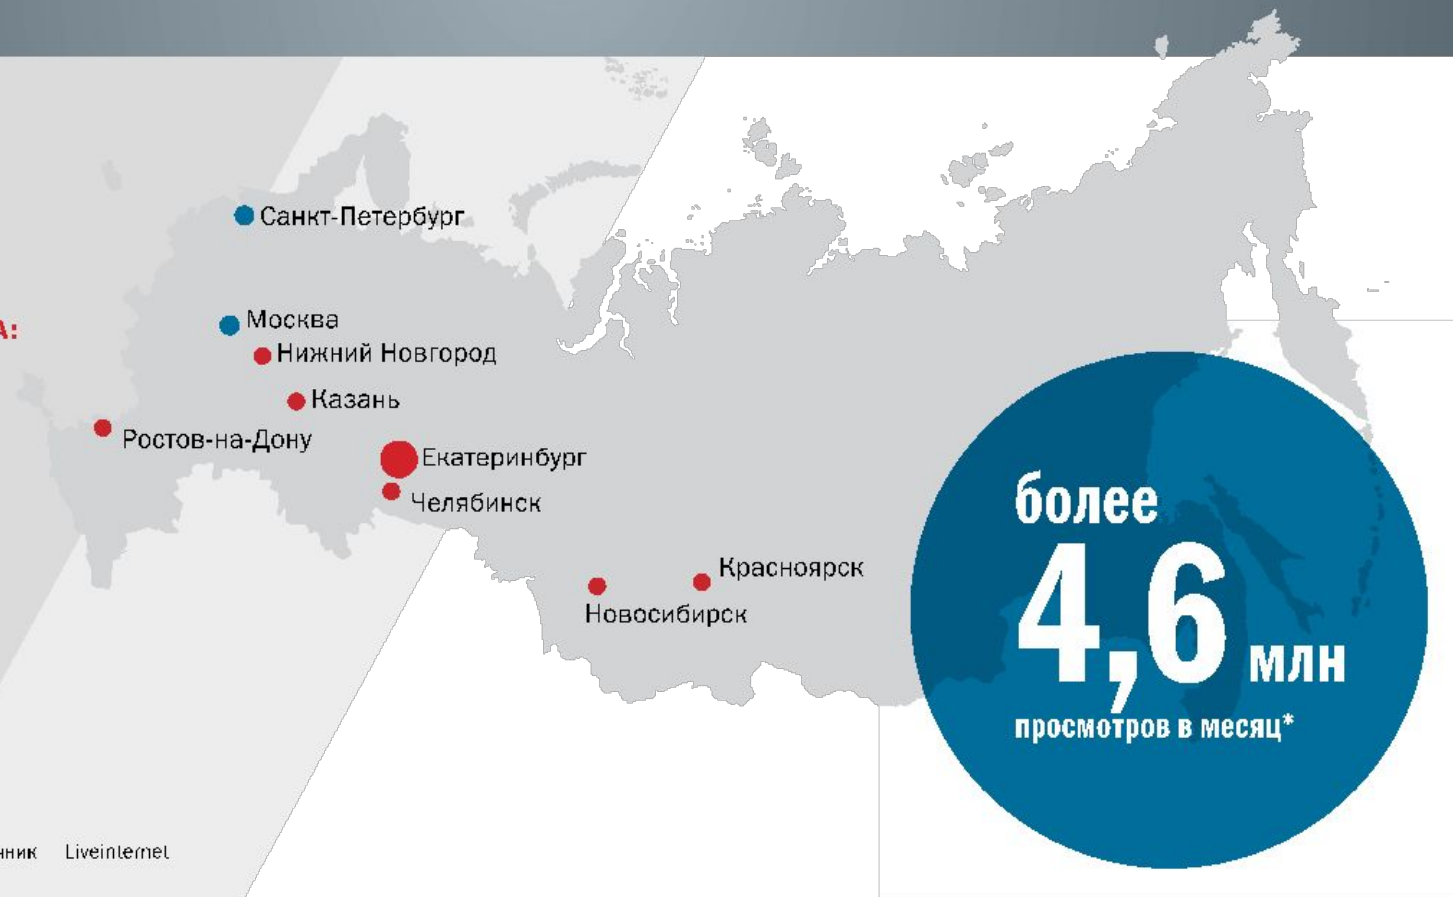 Санкт-Петербург
Москва
А:
Нижний Новгород
Казань
Ростов-на-Дону
Екатеринбург
Челябинск
Красноярск
Новосибирск
более
4,6 млн
просмотров в месяц*
Liveinternet